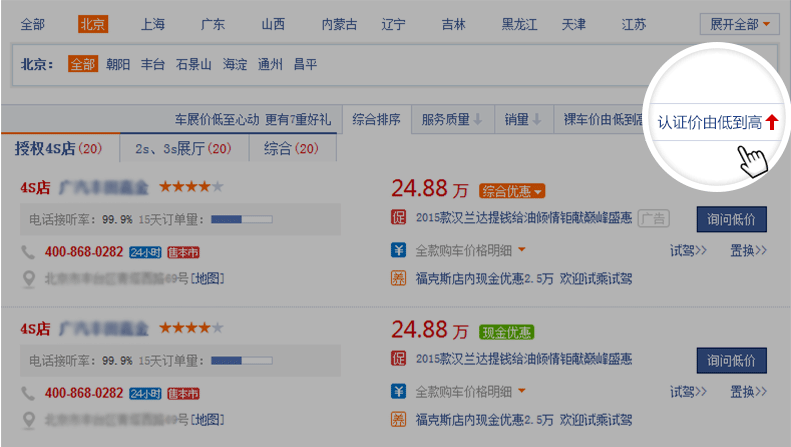 全部 北京 上海 广东 山西 内蒙古 辽宁 吉林 黑龙江 天津 江苏 展开全部
北京： 全部 朝阳 丰台 石景山 海淀 通州 昌平
车展价低至心动 更有7重好礼 综合排序 服务质量 销量 裸车价由低到高 认证价由低到高
授权4S店(20) 2s、3s展厅(20) 综合(20)
4S店
24.88 万 综合优惠
电话接听率：99.9% 15天订单量：
促 2015款汉兰达提钱给油倾情钜献巅峰盛惠 广告 询问低价
400-868-0282 24小时 售本市
¥ 全款购车价格明细 试驾>> 置换>>
号[地图]
养 福克斯店内现金优惠2.5万 欢迎试乘试驾
4S店
24.88 万 现金优惠
电话接听率：99.9% 15天订单量：
促 2015款汉兰达提钱给油倾情钜献巅峰盛惠 询问低价
400-868-0282 24小时 售本市
¥ 全款购车价格明细 试驾>> 置换>>
号[地图]
养 福克斯店内现金优惠2.5万 欢迎试乘试驾